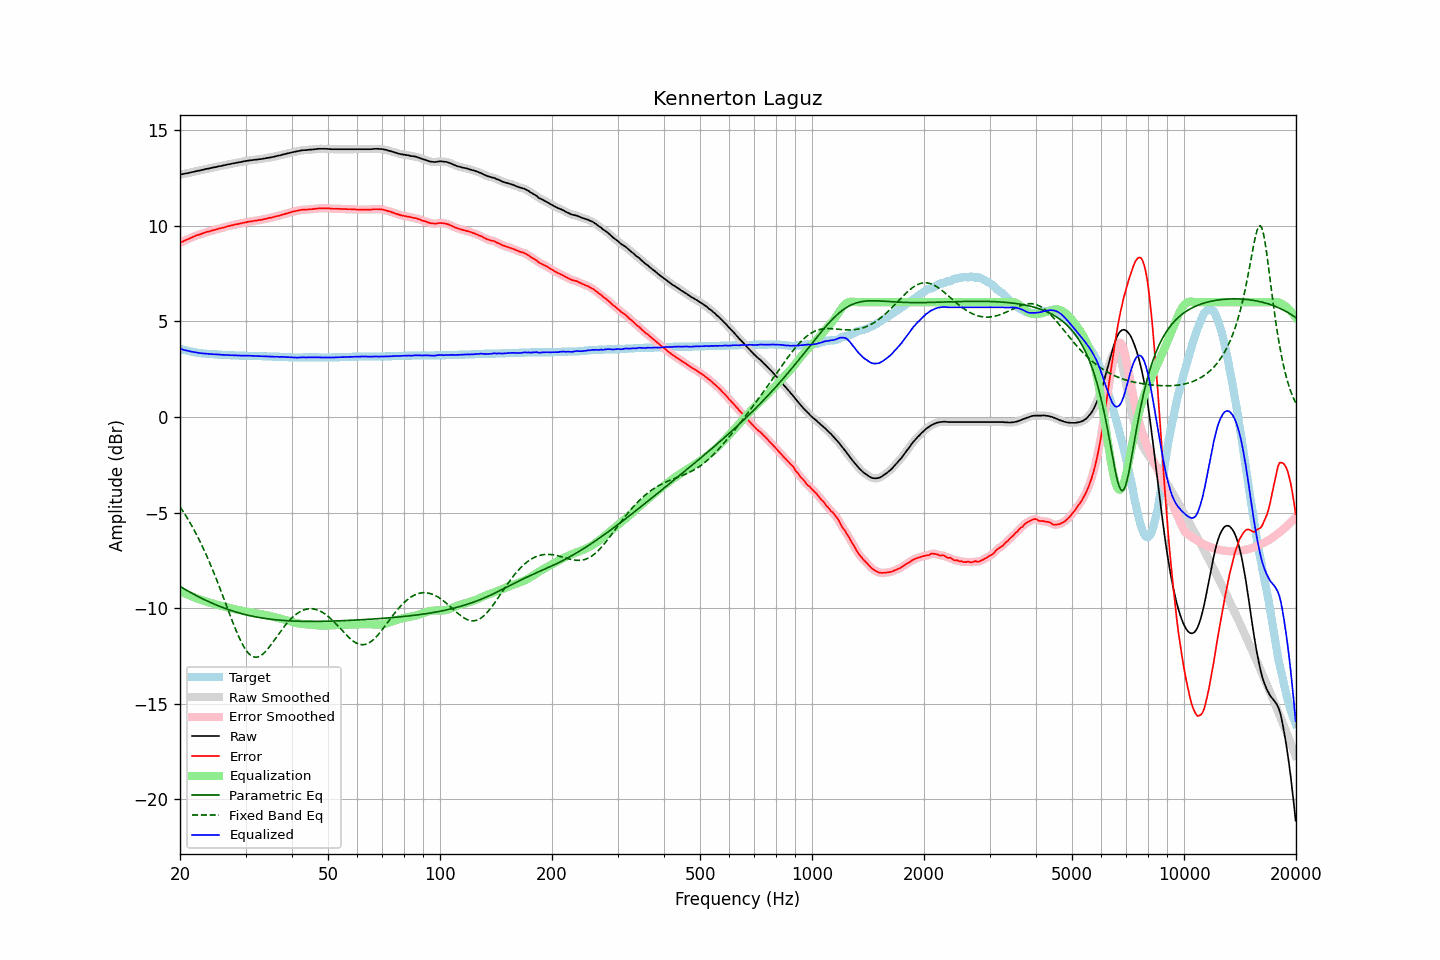 Kennerton Laguz
15
10
5
0
−5
−10
−15
−20
Amplitude (dBr)
Target
Raw Smoothed
Error Smoothed
Raw
Error
Equalization
Parametric Eq
Fixed Band Eq
Equalized
20 50 100 200 500 1000 2000 5000 10000 20000
Frequency (Hz)